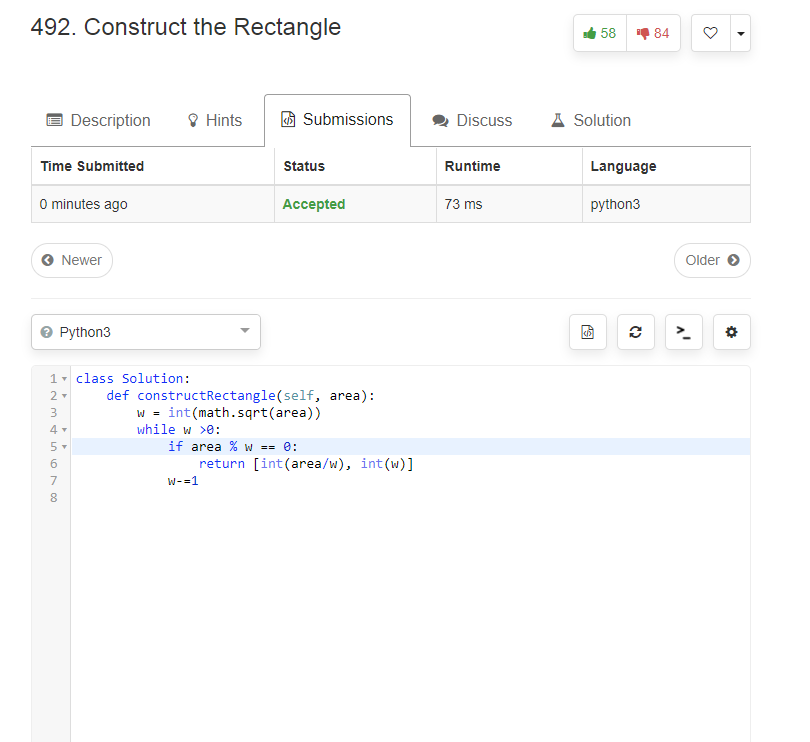 492. Construct the Rectangle
58
84
Description
Hints
Submissions
Discuss
Solution
Time Submitted Status Runtime Language
0 minutes ago Accepted 73 ms python3
Newer
Older
Python3
1 class Solution:
2     def constructRectangle(self, area):
3         w = int(math.sqrt(area))
4         while w >0:
5             if area % w == 0:
6                 return [int(area/w), int(w)]
7             w-=1
8